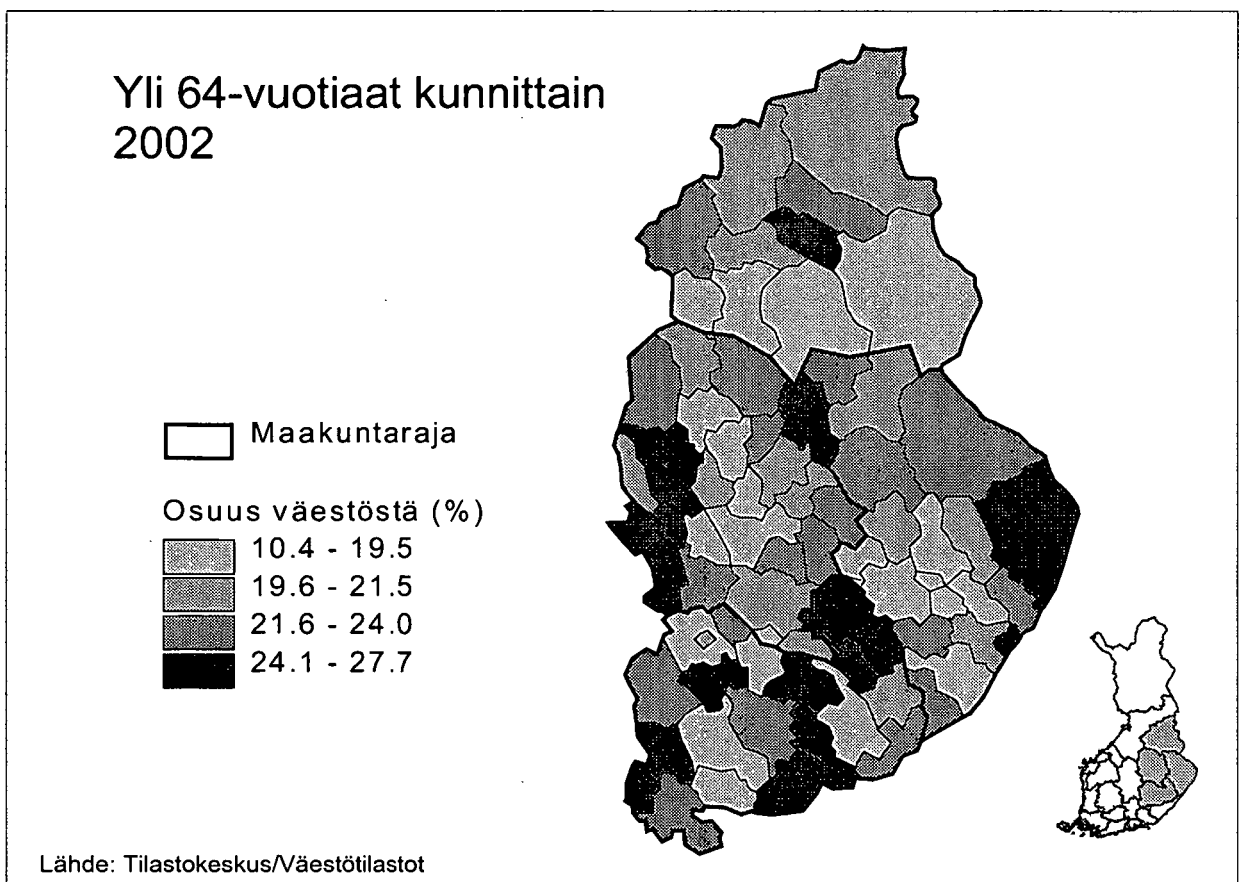 Yli 64-vuotiaat kunnittain
2002
Maakuntaraja
Osuus väestöstä (%)
10.4 - 19.5
19.6 - 21.5
21.6 - 24.0
24.1 - 27.7
Lähde: Tilastokeskus/Väestötilastot